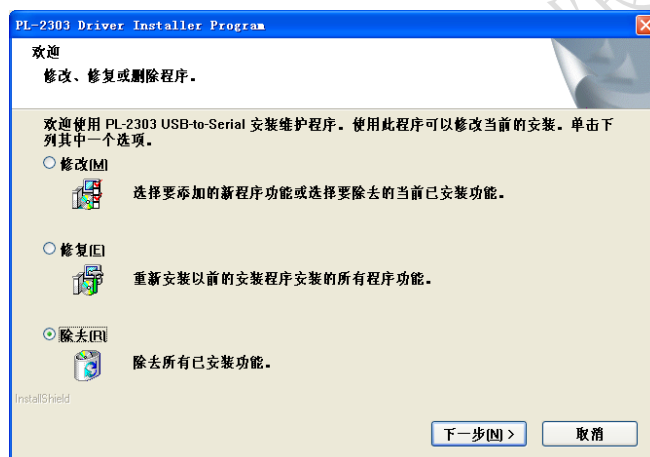 PL-2303 Driver Installer Program
欢迎
修改、修复或删除程序。
欢迎使用 PL-2303 USB-to-Serial 安装维护程序。使用此程序可以修改当前的安装。单击下
列其中一个选项。
修改(M)
选择要添加的新程序功能或选择要除去的当前已安装功能。
修复(E)
重新安装以前的安装程序安装的所有程序功能。
除去(R)
除去所有已安装功能。
InstallShield
下一步(N) >
取消